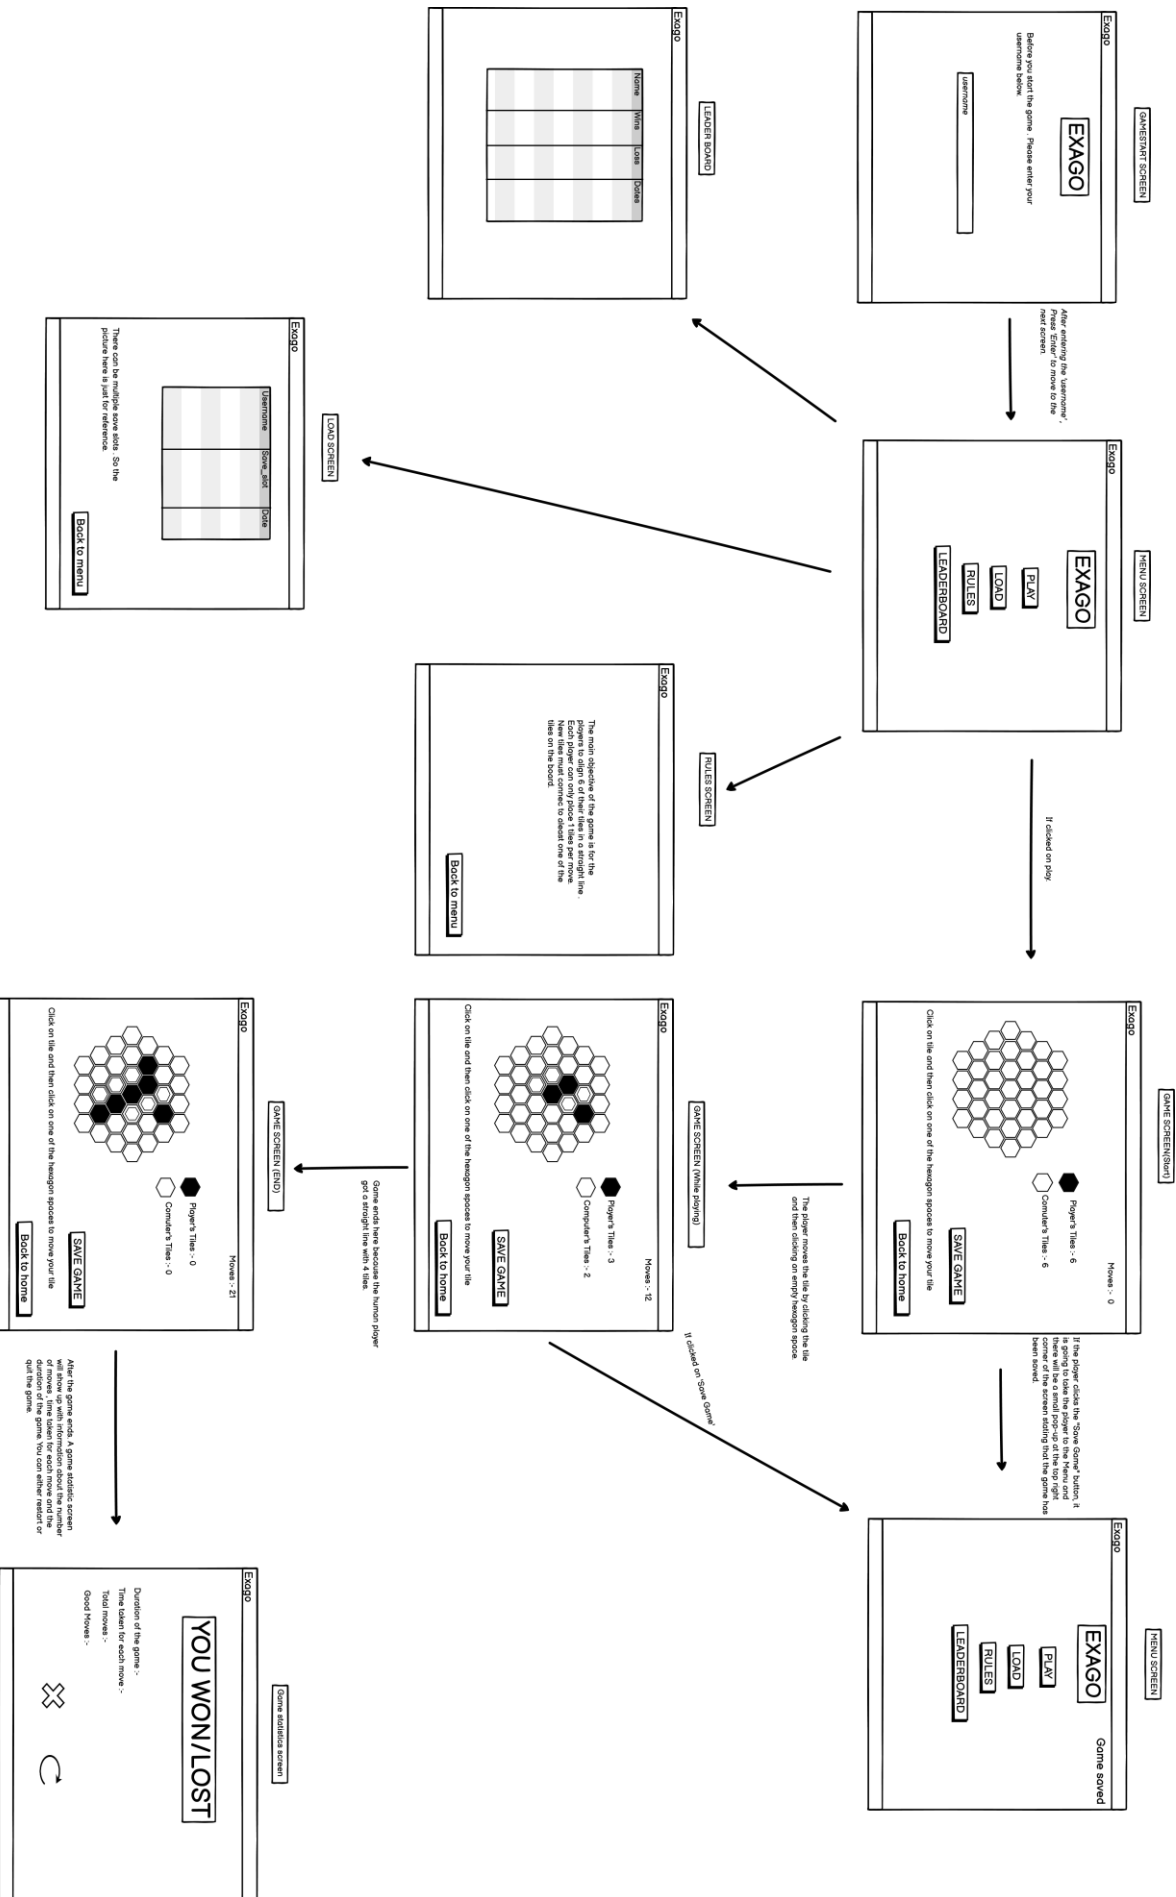 GAMESTART SCREEN
Exago
EXAGO
Before you start the game . Please enter your
username below.
username
After entering the 'username' ,
Press 'Enter' to move to the
next screen.
MENU SCREEN
Exago
EXAGO
PLAY
LOAD
RULES
LEADERBOARD
If clicked on play.
GAME SCREEN(Start)
Exago
Moves :- 0
Player's Tiles :- 6
Comuter's Tiles :- 6
Click on tile and then click on one of the hexagon spaces to move your tile
SAVE GAME
Back to home
If the player clicks the "Save Game" button, it
is going to take the player to the Menu and
there will be a small pop-up at the top right
corner of the screen stating that the game has
been saved.
MENU SCREEN
Exago
Game saved
EXAGO
PLAY
LOAD
RULES
LEADERBOARD
LEADER BOARD
Exago
Name Wins Loss Dates
RULES SCREEN
Exago
The main objective of the game is for the
players to align 6 of their tiles in a straight line .
Each player can only place 1 tiles per move.
New tiles must connec to aleast one of the
tiles on the board.
Back to menu
The player moves the tile by clicking the tile
and then clicking an empty hexagon space.
GAME SCREEN (While playing)
Exago
Moves :- 12
Player's Tiles :- 3
Computer's Tiles :- 2
Click on tile and then click on one of the hexagon spaces to move your tile
SAVE GAME
Back to home
If clicked on 'Save Game'
LOAD SCREEN
Exago
Username Save_slot Date
There can be multiple save slots . So the
picture here is just for reference.
Back to menu
Game ends here because the human player
got a straight line with 4 tiles.
GAME SCREEN (END)
Exago
Moves :- 21
Player's Tiles :- 0
Comuter's Tiles :- 0
Click on tile and then click on one of the hexagon spaces to move your tile
SAVE GAME
Back to home
After the game ends. A game statistic screen
will show up with information about the number
of moves , time taken for each move and the
duration of the game. You can either restart or
quit the game.
Game statistics screen
Exago
YOU WON/LOST
Duration of the game :-
Time taken for each move :-
Total moves :-
Good Moves :-